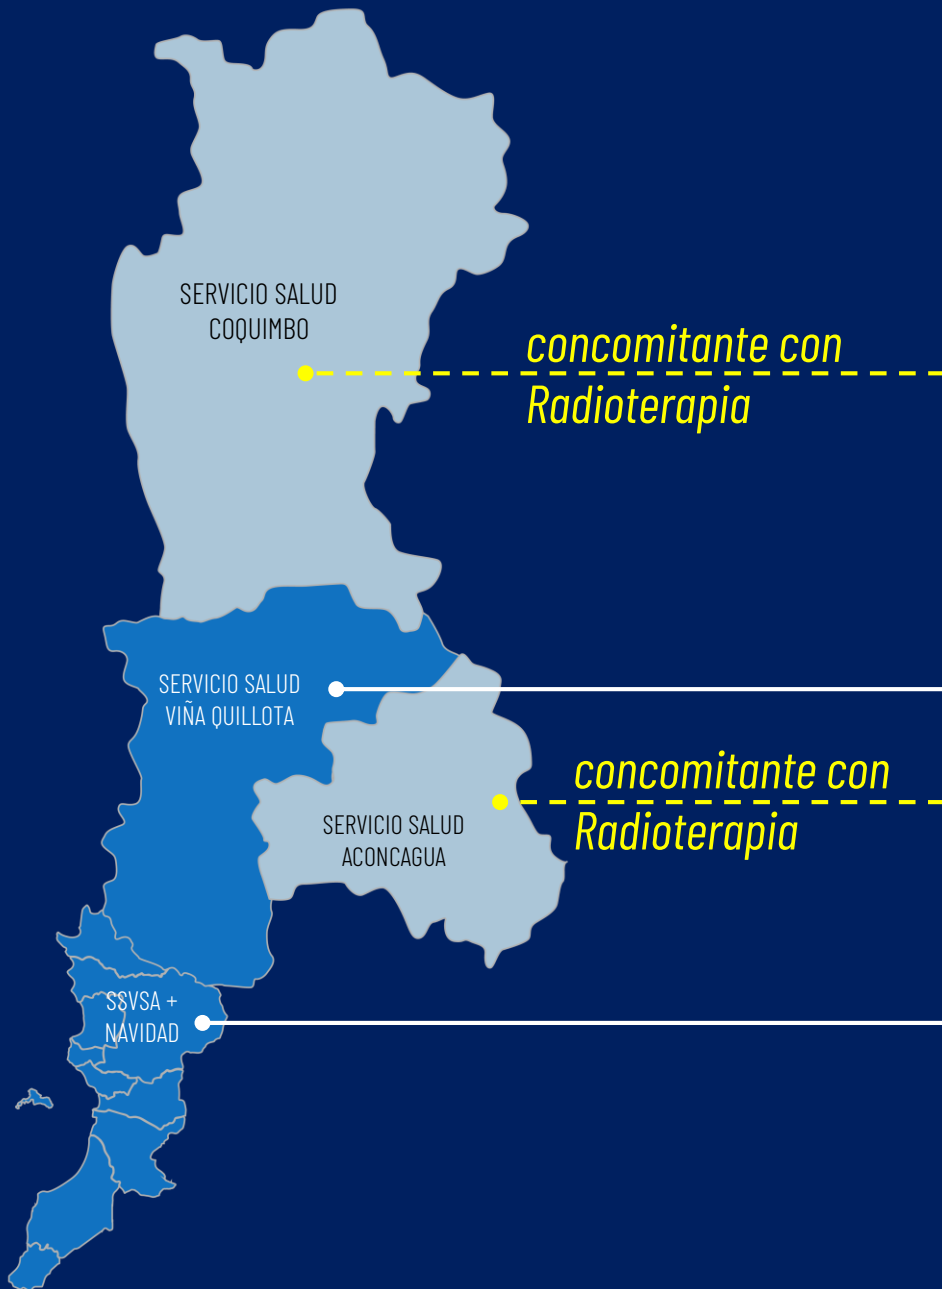 SERVICIO SALUD
COQUIMBO
concomitante con
Radioterapia
SERVICIO SALUD
VIÑA QUILLOTA
concomitante con
Radioterapia
SERVICIO SALUD
ACONCAGUA
SSVSA +
NAVIDAD